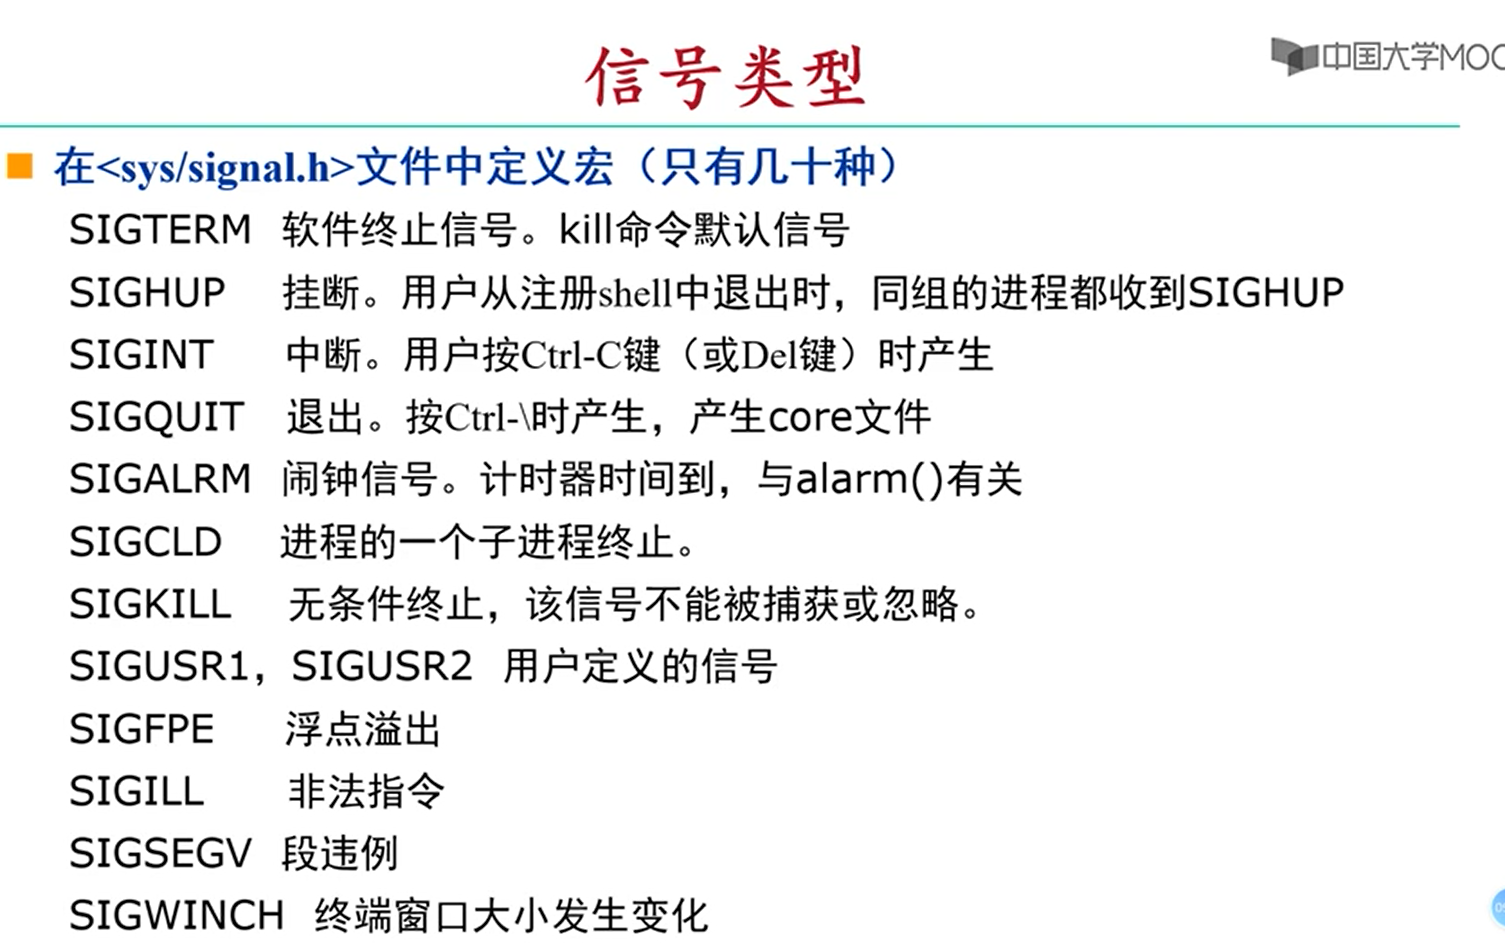 信号类型
中国大学MOO
在<sys/signal.h>文件中定义宏（只有几十种）
SIGTERM 软件终止信号。kill命令默认信号
SIGHUP 挂断。用户从注册shell中退出时，同组的进程都收到SIGHUP
SIGINT 中断。用户按Ctrl-C键（或Del键）时产生
SIGQUIT 退出。按Ctrl-\时产生，产生core文件
SIGALRM 闹钟信号。计时器时间到，与alarm()有关
SIGCLD 进程的一个子进程终止。
SIGKILL 无条件终止，该信号不能被捕获或忽略。
SIGUSR1，SIGUSR2 用户定义的信号
SIGFPE 浮点溢出
SIGILL 非法指令
SIGSEGV 段违例
SIGWINCH 终端窗口大小发生变化